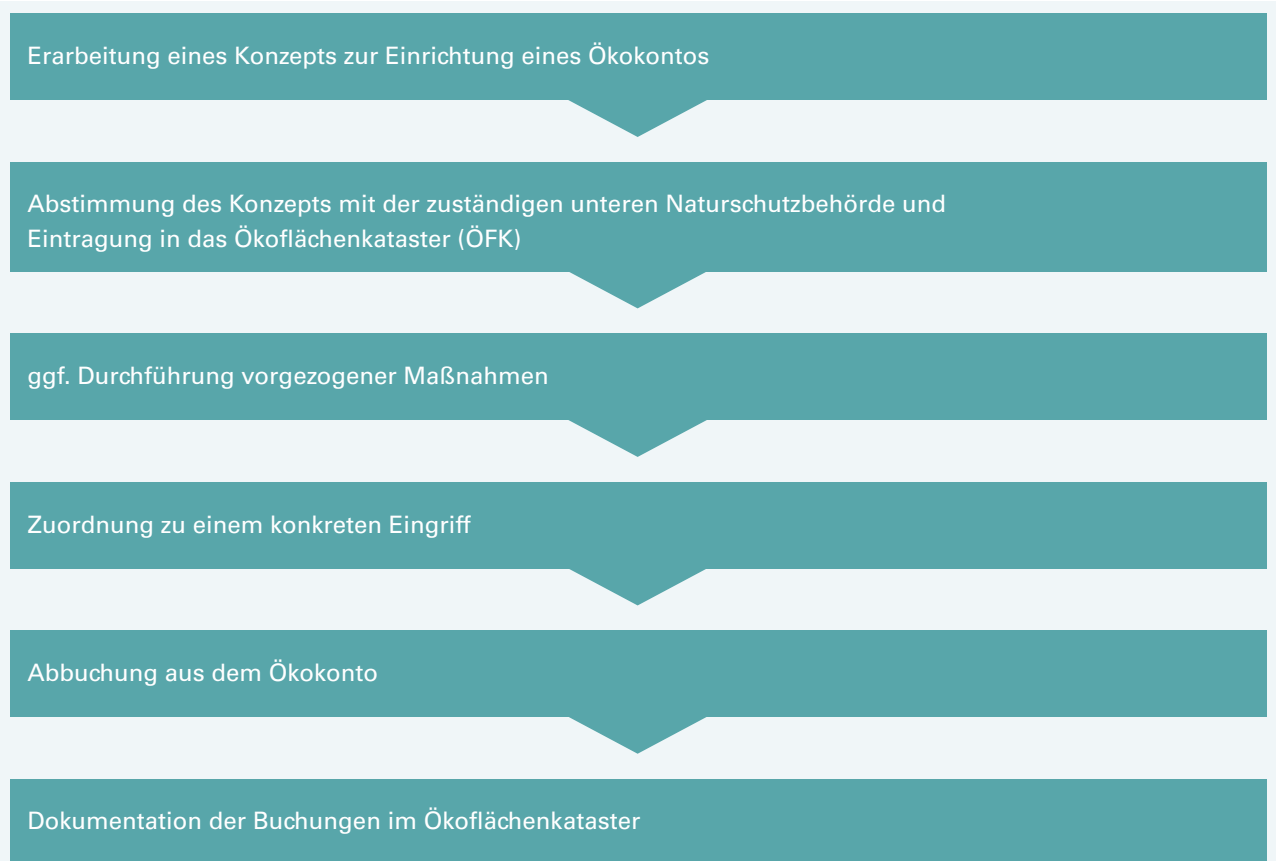 Erarbeitung eines Konzepts zur Einrichtung eines Ökokontos
Abstimmung des Konzepts mit der zuständigen unteren Naturschutzbehörde und
Eintragung in das Ökoflächenkataster (ÖFK)
ggf. Durchführung vorgezogener Maßnahmen
Zuordnung zu einem konkreten Eingriff
Abbuchung aus dem Ökokonto
Dokumentation der Buchungen im Ökoflächenkataster